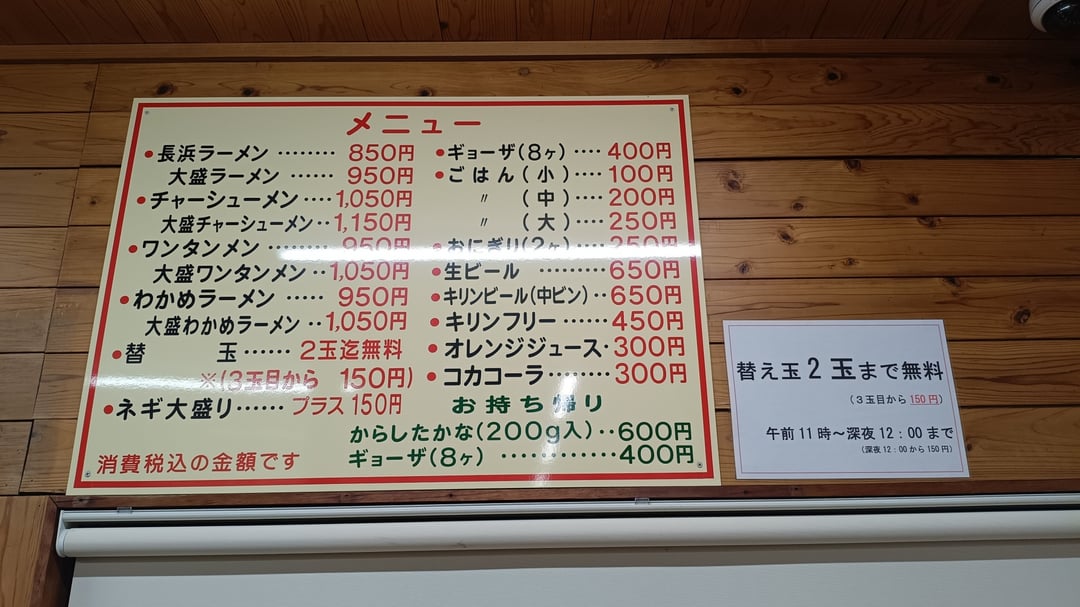 メニュー
●長浜ラーメン ········ 850円
大盛ラーメン ······ 950円
●チャーシューメン ···· 1,050円
大盛チャーシューメン ·· 1,150円
●ワンタンメン ········ 950円
大盛ワンタンメン ·· 1,050円
●わかめラーメン ····· 950円
大盛わかめラーメン ·· 1,050円
●替 玉 ······ 2玉迄無料
※(3玉目から 150円)
●ネギ大盛り ······ プラス150円
消費税込の金額です
●ギョーザ(8ヶ) ···· 400円
●ごはん(小) ···· 100円
〃 (中) ···· 200円
〃 (大) ···· 250円
●おにぎり(2ヶ) ···· 250円
●生ビール ········· 650円
●キリンビール(中ビン) ·· 650円
●キリンフリー ······ 450円
●オレンジジュース · 300円
●コカコーラ ······· 300円
お持ち帰り
からしたかな(200g入) ·· 600円
ギョーザ(8ヶ) ············ 400円
替え玉2玉まで無料
(3玉目から150円)
午前11時~深夜12:00まで
(深夜12:00から150円)